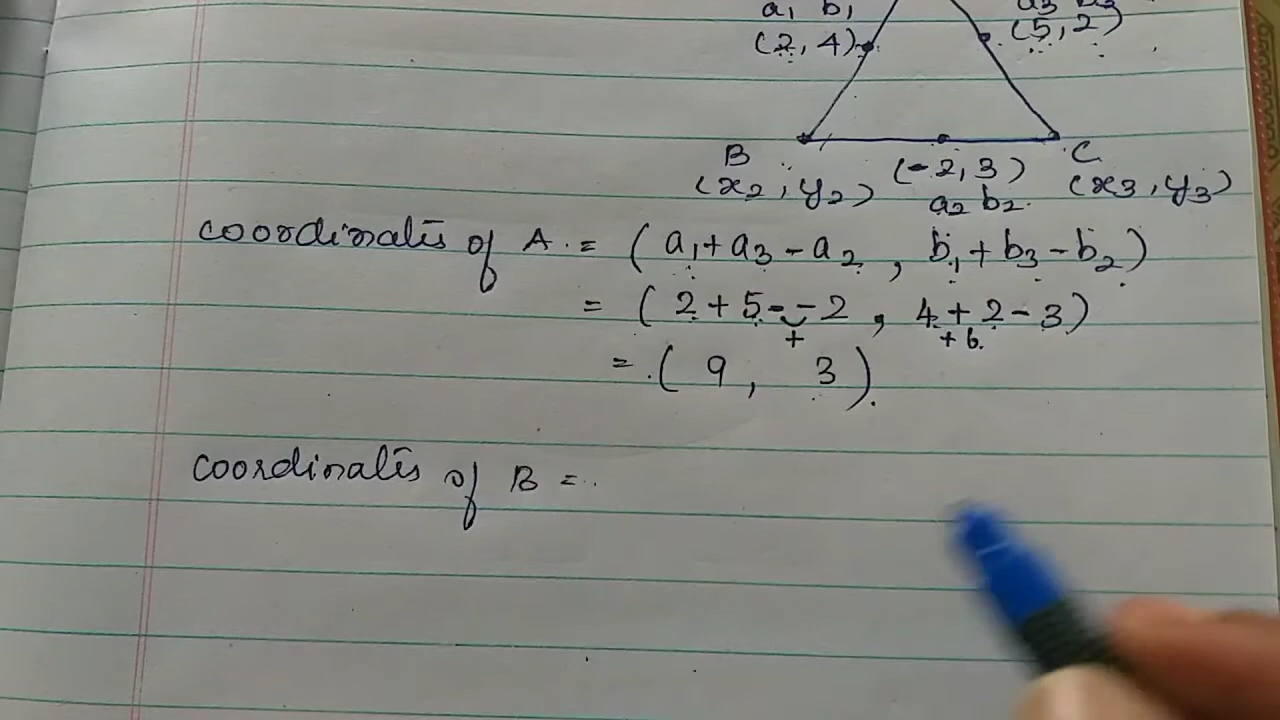 a1 b1 a3 b3
(2, 4) (5, 2)
B (-2, 3) C
(x2, y2) a2 b2. (x3, y3)
coordinates of A. = (a1+a3-a2, b1+b3-b2)
= (2+5--2, 4+2-3)
+ +6.
= (9, 3).
coordinates of B =